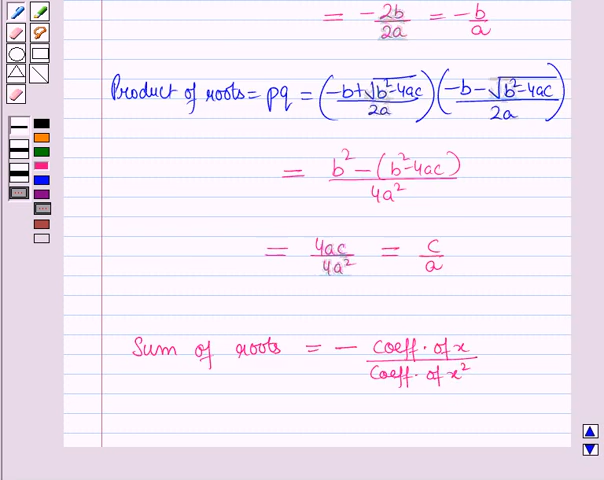 = -2b/2a = -b/a
Product of roots = pq = ((-b+√(b²-4ac))/2a) ((-b-√(b²-4ac))/2a)
= (b² - (b²-4ac))/4a²
= 4ac/4a² = c/a
Sum of roots = - coeff. of x/coeff. of x²